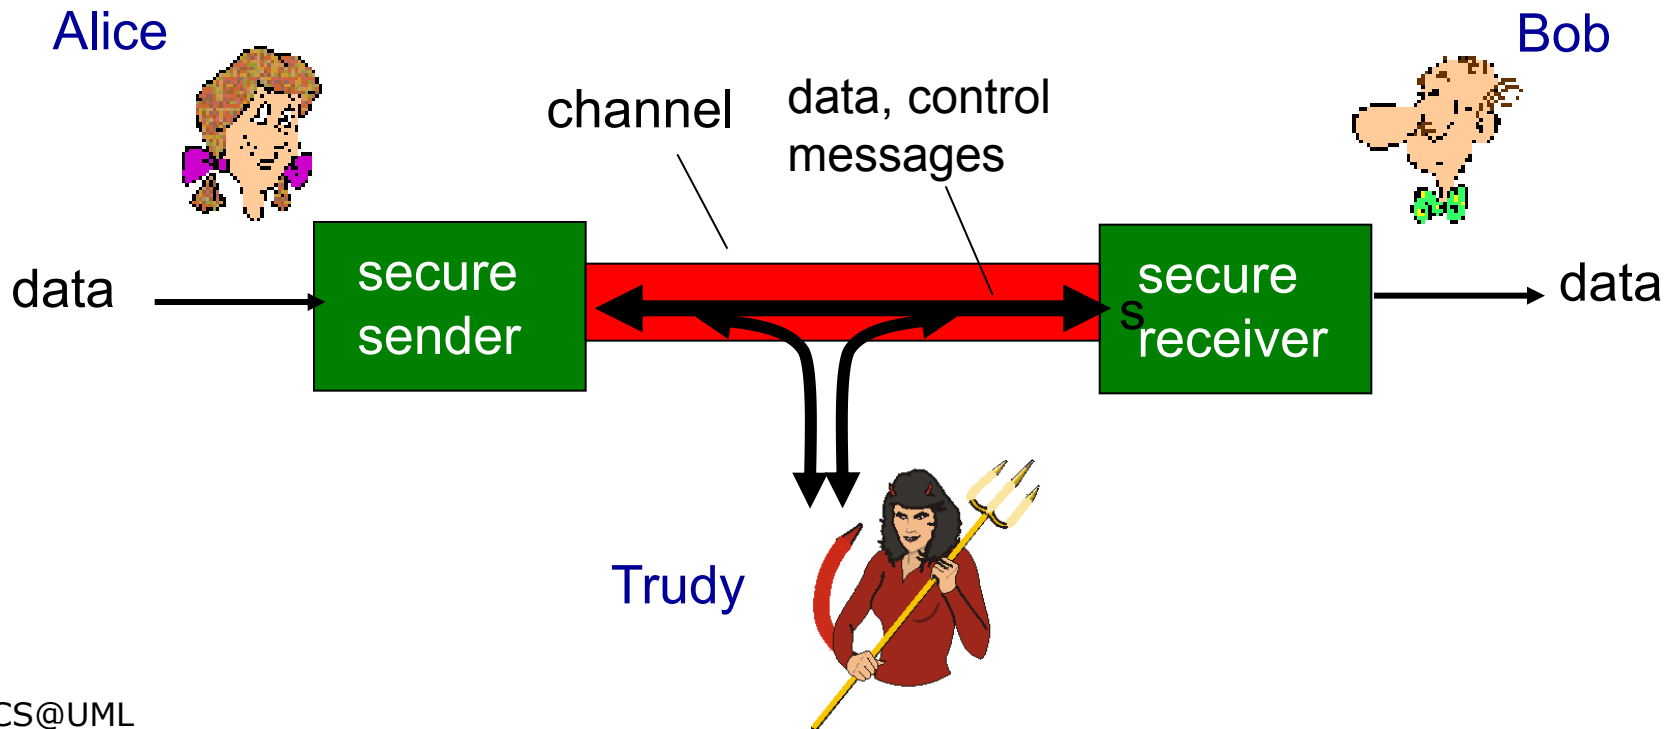 Alice
Bob
channel
data, control
messages
data
secure
sender
s
secure
receiver
data
Trudy
CS@UML